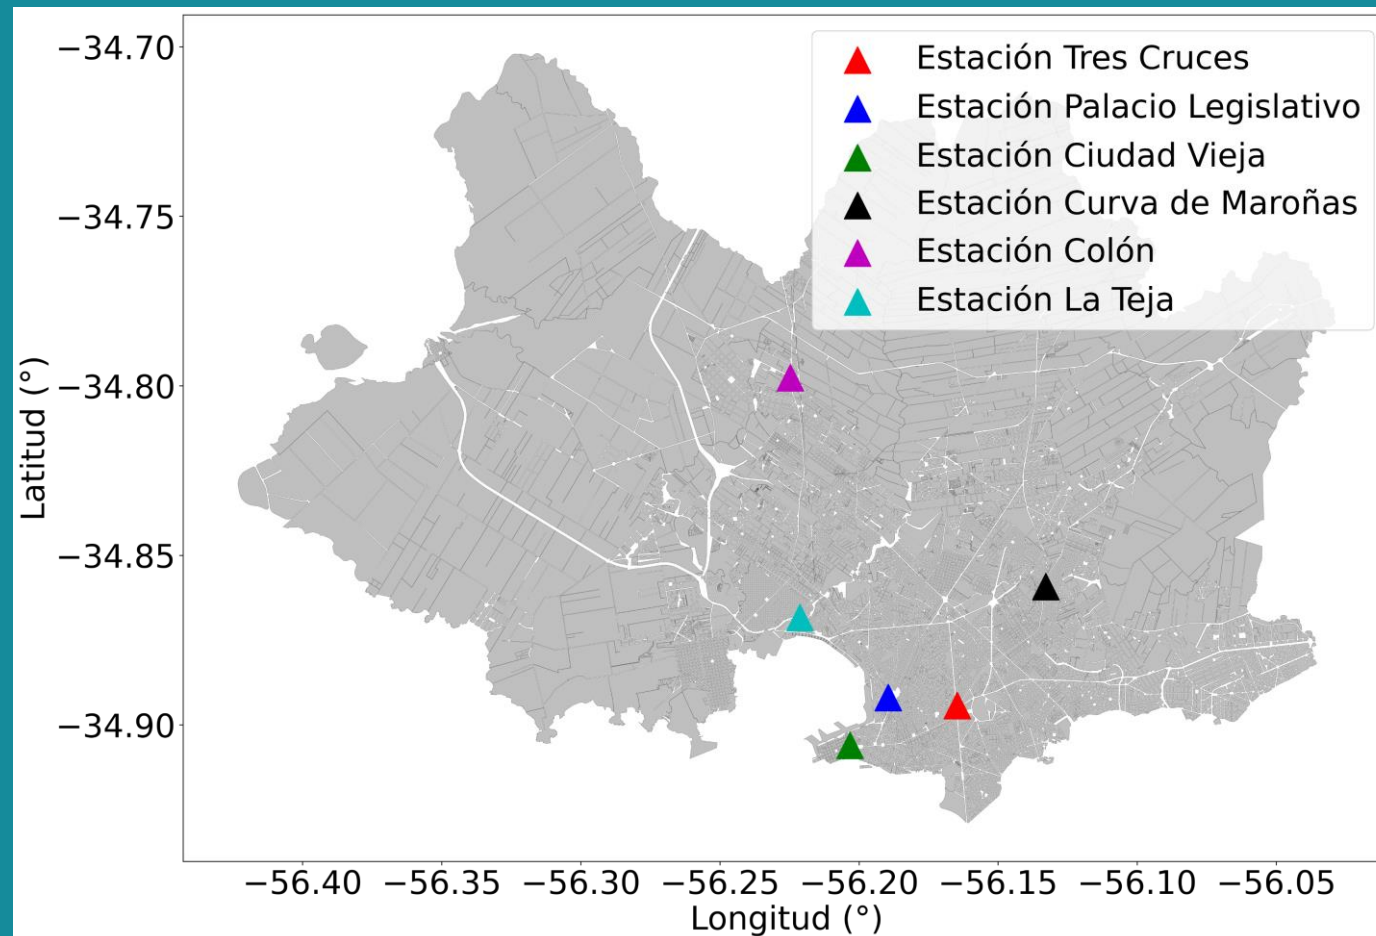 Estación Tres Cruces
Estación Palacio Legislativo
Estación Ciudad Vieja
Estación Curva de Maroñas
Estación Colón
Estación La Teja
−34.70
−34.75
−34.80
−34.85
−34.90
Latitud (°)
−56.40 −56.35 −56.30 −56.25 −56.20 −56.15 −56.10 −56.05
Longitud (°)